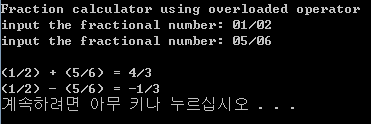 Fraction calculator using overloaded operator
input the fractional number: 01/02
input the fractional number: 05/06
(1/2) + (5/6) = 4/3
(1/2) - (5/6) = -1/3
계속하려면 아무 키나 누르십시오 . . .